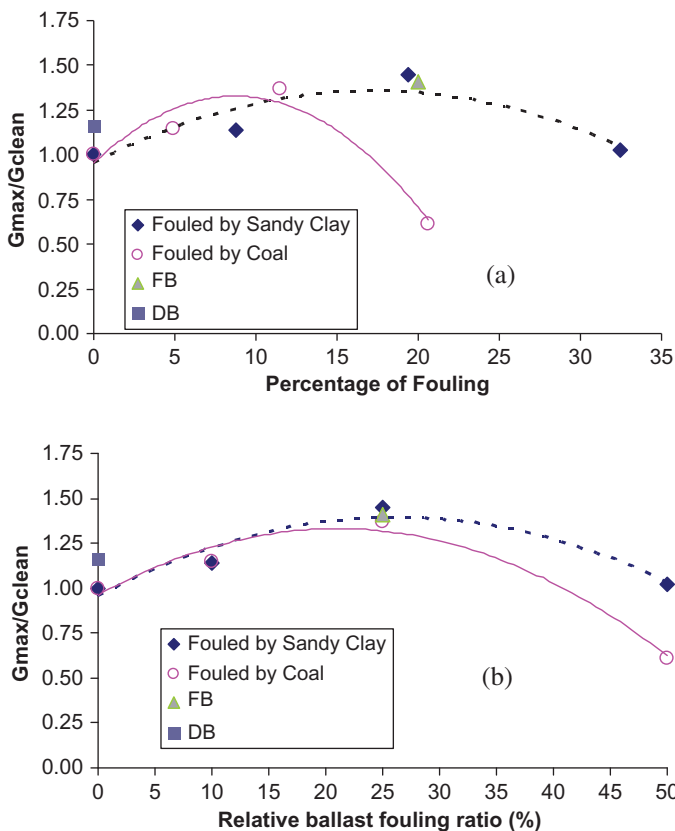 1.75
1.50
1.25
1.00
0.75
0.50
0.25
0.00
Gmax/Gclean
Fouled by Sandy Clay
Fouled by Coal
FB
DB
(a)
0 5 10 15 20 25 30 35
Percentage of Fouling
1.75
1.50
1.25
1.00
0.75
0.50
0.25
0.00
Gmax/Gclean
Fouled by Sandy Clay
Fouled by Coal
FB
DB
(b)
0 5 10 15 20 25 30 35 40 45 50
Relative ballast fouling ratio (%)